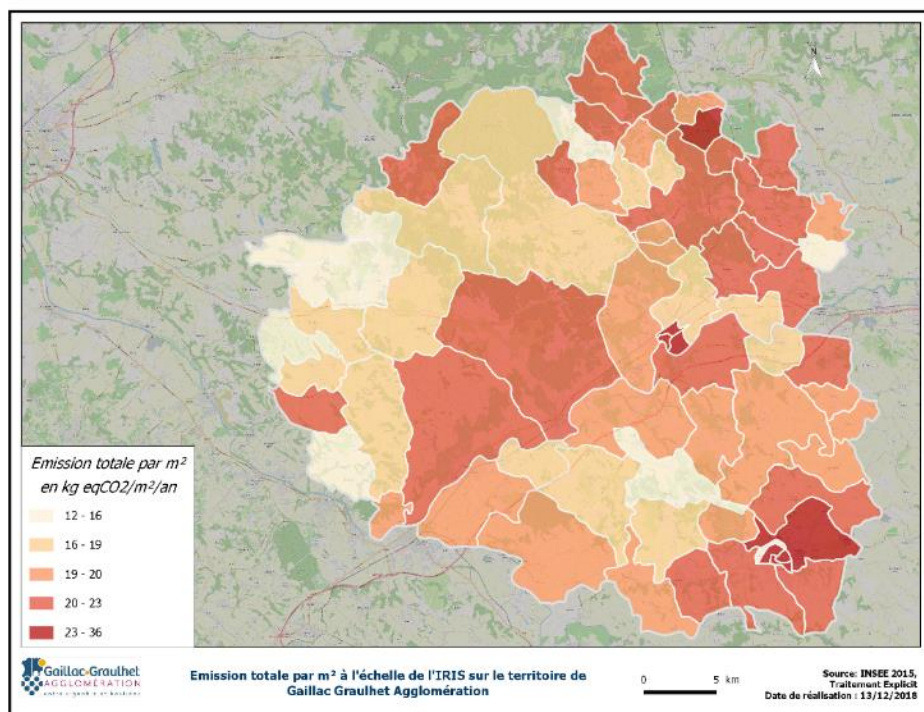 N
Emission totale par m²
en kg eqCO2/m²/an
12 - 16
16 - 19
19 - 20
20 - 23
23 - 36
Gaillac•Graulhet
AGGLOMÉRATION
Emission totale par m² à l'échelle de l'IRIS sur le territoire de
Gaillac Graulhet Agglomération
0 5 km
Source: INSEE 2015,
Traitement Explicit
Date de réalisation : 13/12/2018